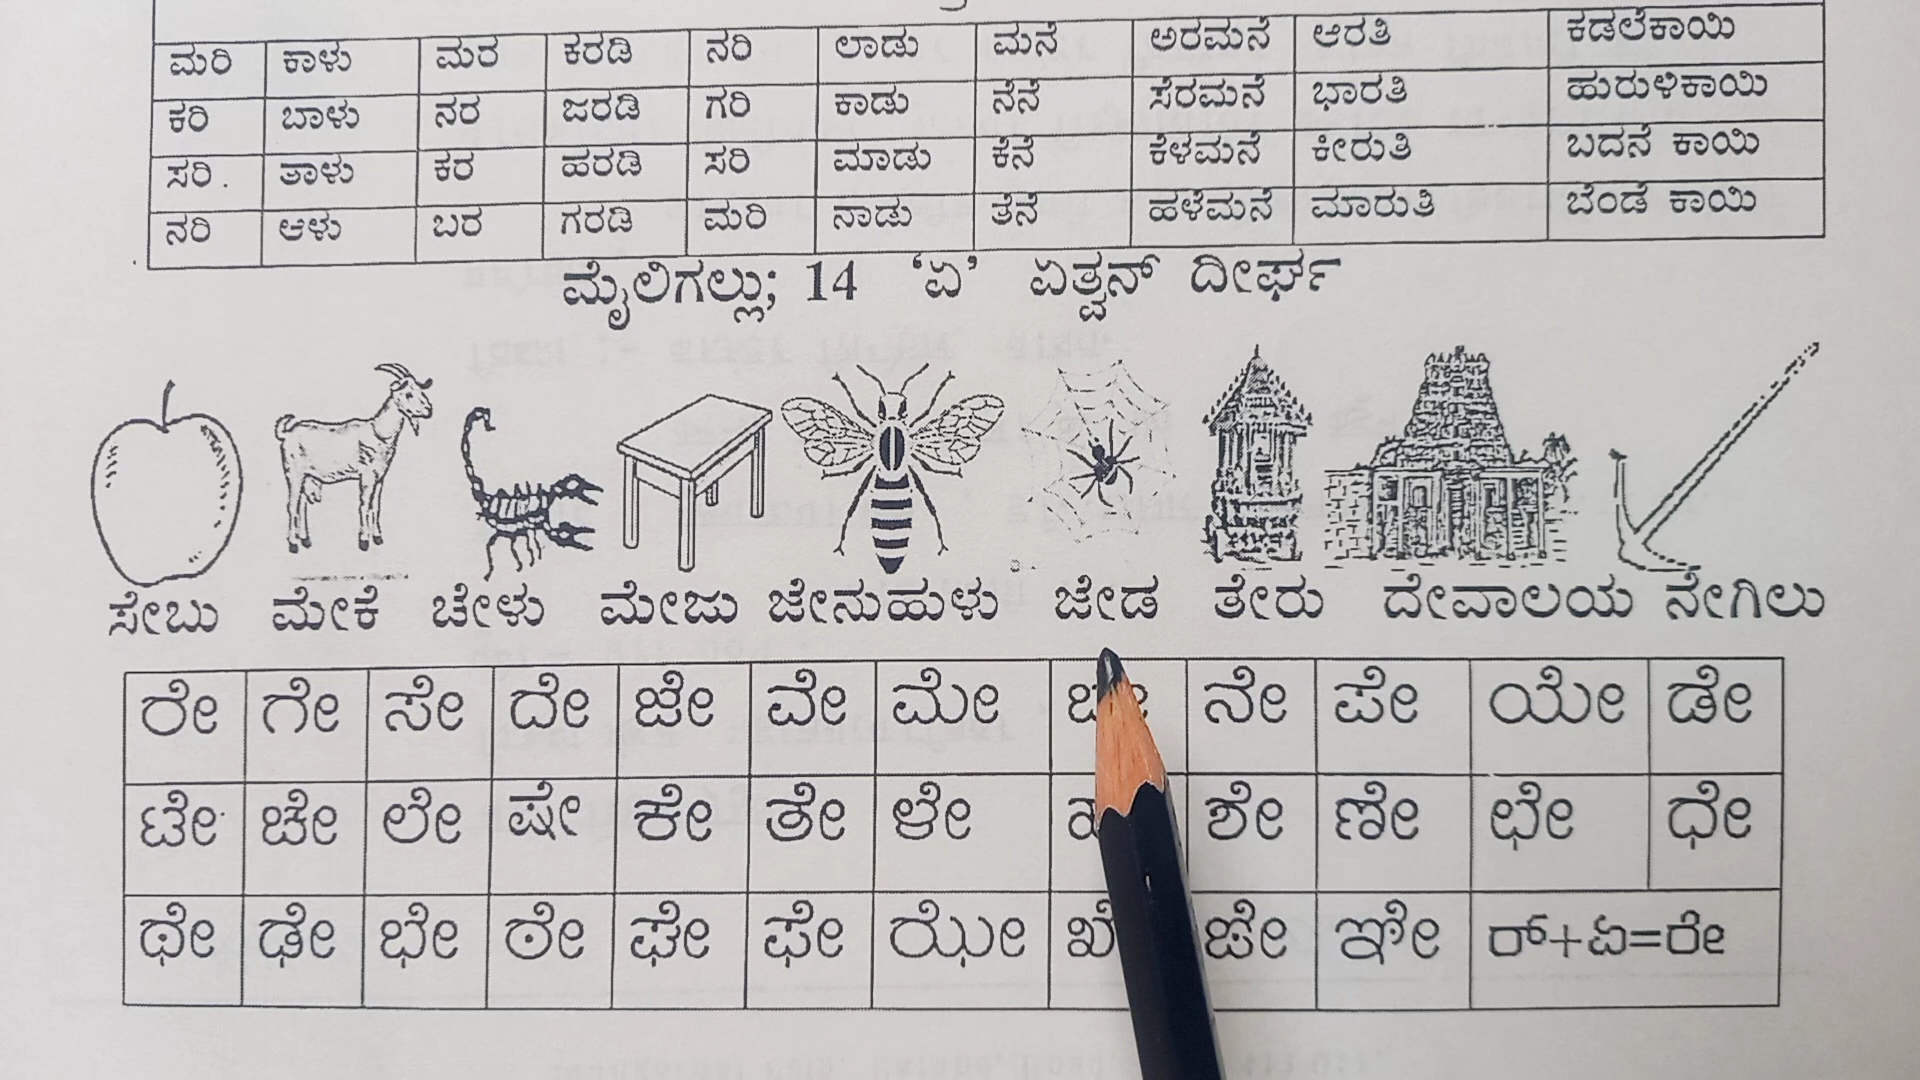 ಮರಿ ಕಾಳು ಮರ ಕರಡಿ ನರಿ ಲಾಡು ಮನೆ ಅರಮನೆ ಆರತಿ ಕಡಲೆಕಾಯಿ
ಕರಿ ಬಾಳು ನರ ಜರಡಿ ಗರಿ ಕಾಡು ನೆನೆ ಸೆರಮನೆ ಭಾರತಿ ಹುರುಳಿಕಾಯಿ
ಸರಿ . ತಾಳು ಕರ ಹರಡಿ ಸರಿ ಮಾಡು ಕೆನೆ ಕೆಳಮನೆ ಕೀರುತಿ ಬದನೆ ಕಾಯಿ
ನರಿ ಆಳು ಬರ ಗರಡಿ ಮರಿ ನಾಡು ತೆನೆ ಹಳೆಮನೆ ಮಾರುತಿ ಬೆಂಡೆ ಕಾಯಿ
ಮೈಲಿಗಲ್ಲು; 14 ‘ಏ’ ಏತ್ವನ್ ದೀರ್ಘ
ಸೇಬು ಮೇಕೆ ಚೇಳು ಮೇಜು ಜೇನುಹುಳು ಜೇಡ ತೇರು ದೇವಾಲಯ ನೇಗಿಲು
ರೇ ಗೇ ಸೇ ದೇ ಜೇ ವೇ ಮೇ ಬೇ ನೇ ಪೇ ಯೇ ಡೇ
ಟೇ ಚೇ ಲೇ ಷೇ ಕೇ ತೇ ಳೇ ಶೇ ಣೇ ಛೇ ಧೇ
ಥೇ ಢೇ ಭೇ ಠೇ ಘೇ ಫೇ ಝೇ ಙೇ ಞೇ ರ್+ಏ=ರೇ